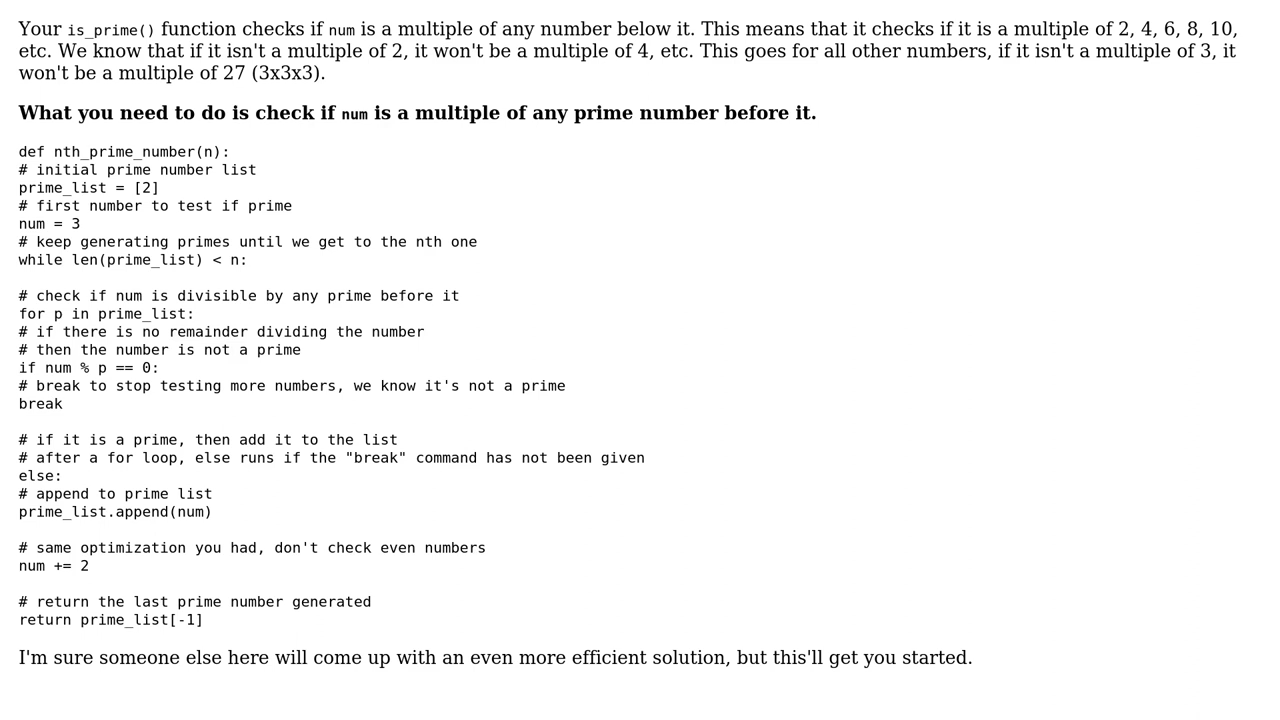 Your is_prime() function checks if num is a multiple of any number below it. This means that it checks if it is a multiple of 2, 4, 6, 8, 10,
etc. We know that if it isn't a multiple of 2, it won't be a multiple of 4, etc. This goes for all other numbers, if it isn't a multiple of 3, it
won't be a multiple of 27 (3x3x3).
What you need to do is check if num is a multiple of any prime number before it.
def nth_prime_number(n):
# initial prime number list
prime_list = [2]
# first number to test if prime
num = 3
# keep generating primes until we get to the nth one
while len(prime_list) < n:
# check if num is divisible by any prime before it
for p in prime_list:
# if there is no remainder dividing the number
# then the number is not a prime
if num % p == 0:
# break to stop testing more numbers, we know it's not a prime
break
# if it is a prime, then add it to the list
# after a for loop, else runs if the "break" command has not been given
else:
# append to prime list
prime_list.append(num)
# same optimization you had, don't check even numbers
num += 2
# return the last prime number generated
return prime_list[-1]
I'm sure someone else here will come up with an even more efficient solution, but this'll get you started.